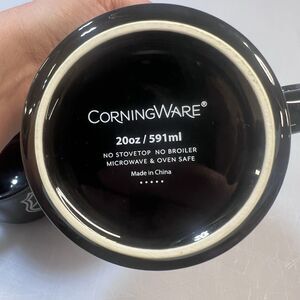 CORNINGWARE®
20oz / 591ml
NO STOVETOP NO BROILER
MICROWAVE & OVEN SAFE
Made in China